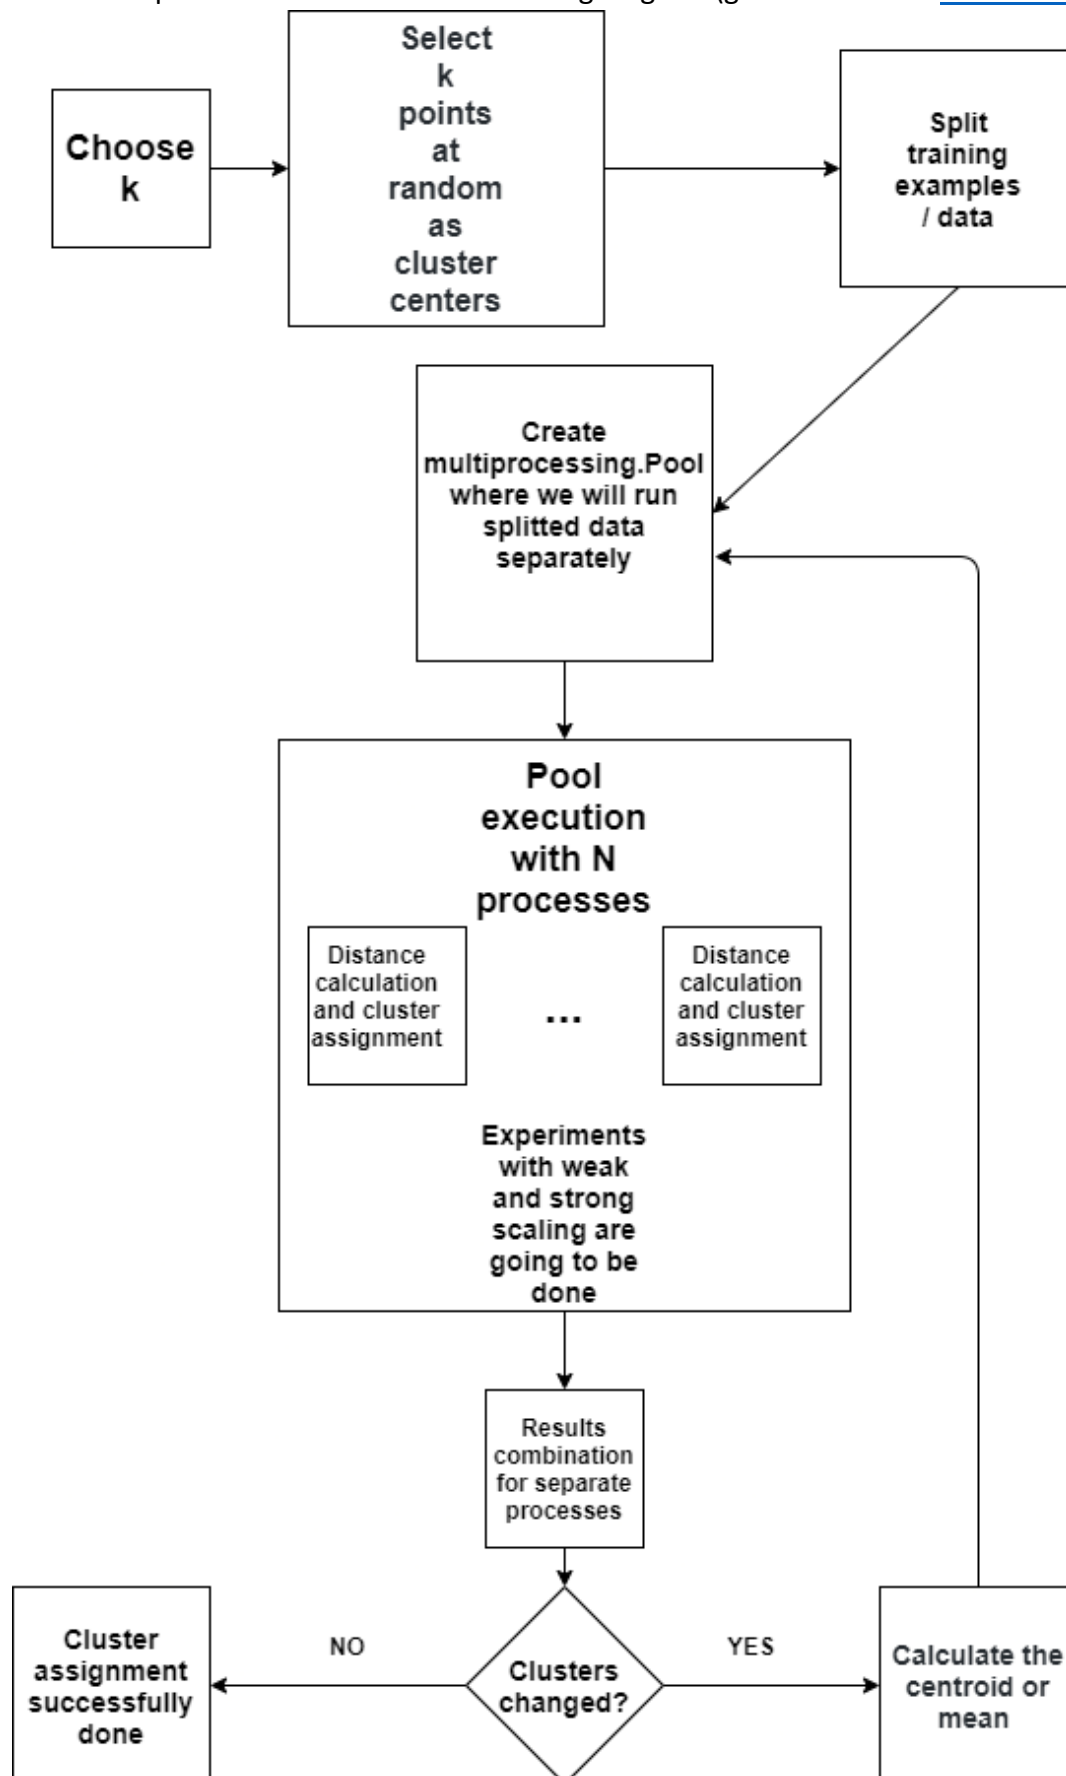 Select
k
points
at
random
as
cluster
centers
Choose
k
Split
training
examples
/ data
Create
multiprocessing.Pool
where we will run
splitted data
separately
Pool
execution
with N
processes
Distance
calculation
and cluster
assignment
...
Distance
calculation
and cluster
assignment
Experiments
with weak
and strong
scaling are
going to be
done
Results
combination
for separate
processes
Cluster
assignment
successfully
done
NO
Clusters
changed?
YES
Calculate the
centroid or
mean